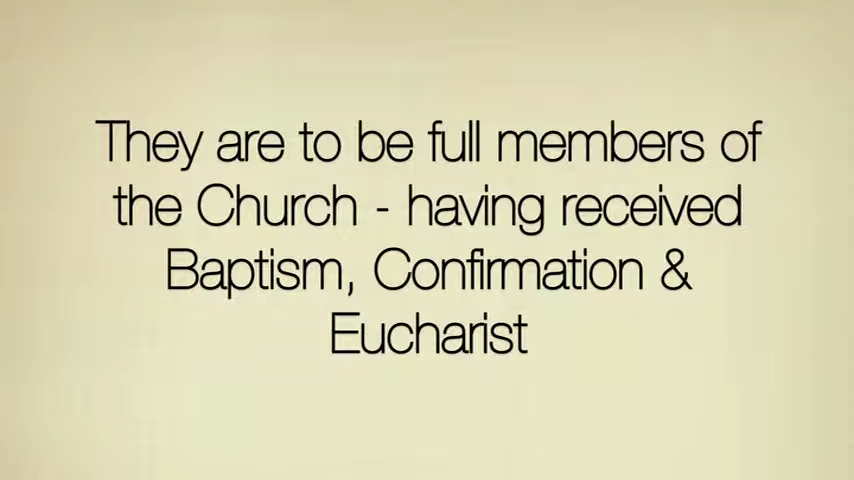 They are to be full members of
the Church - having received
Baptism, Confirmation &
Eucharist